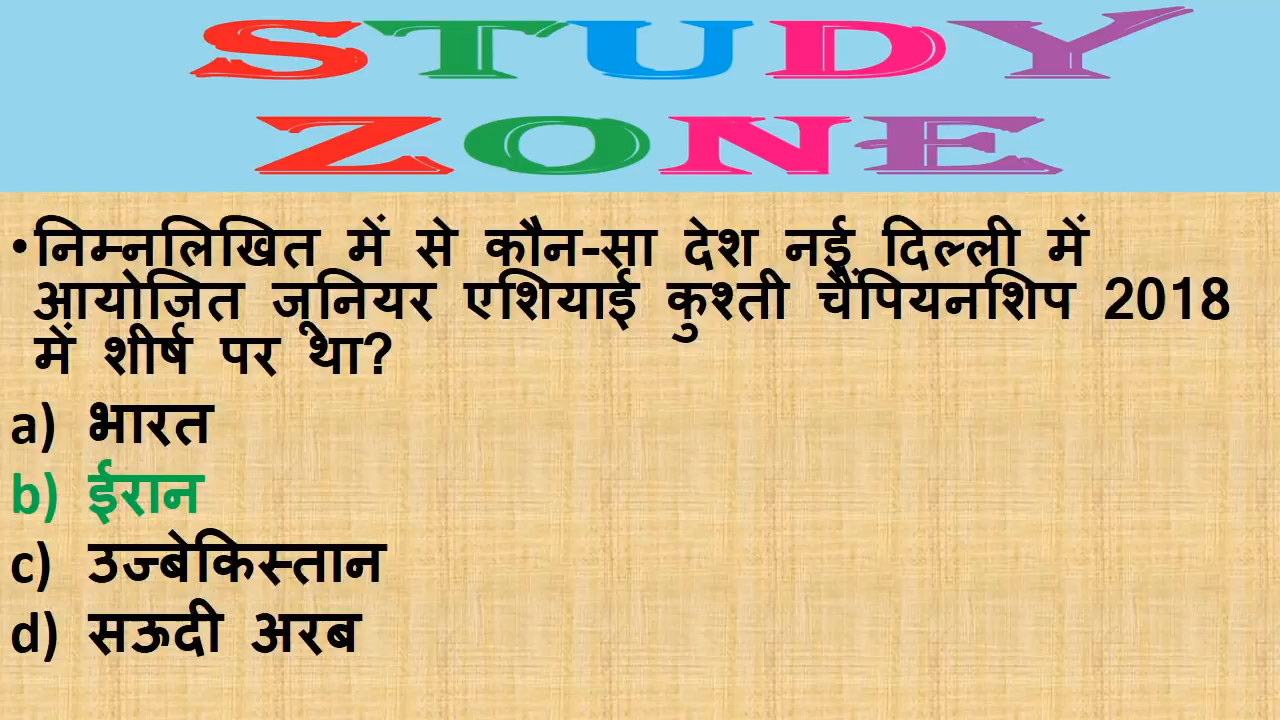 STUDY
ZONE
•निम्नलिखित में से कौन-सा देश नई दिल्ली में
आयोजित जूनियर एशियाई कुश्ती चैंपियनशिप 2018
में शीर्ष पर था?
a) भारत
b) ईरान
c) उज्बेकिस्तान
d) सऊदी अरब